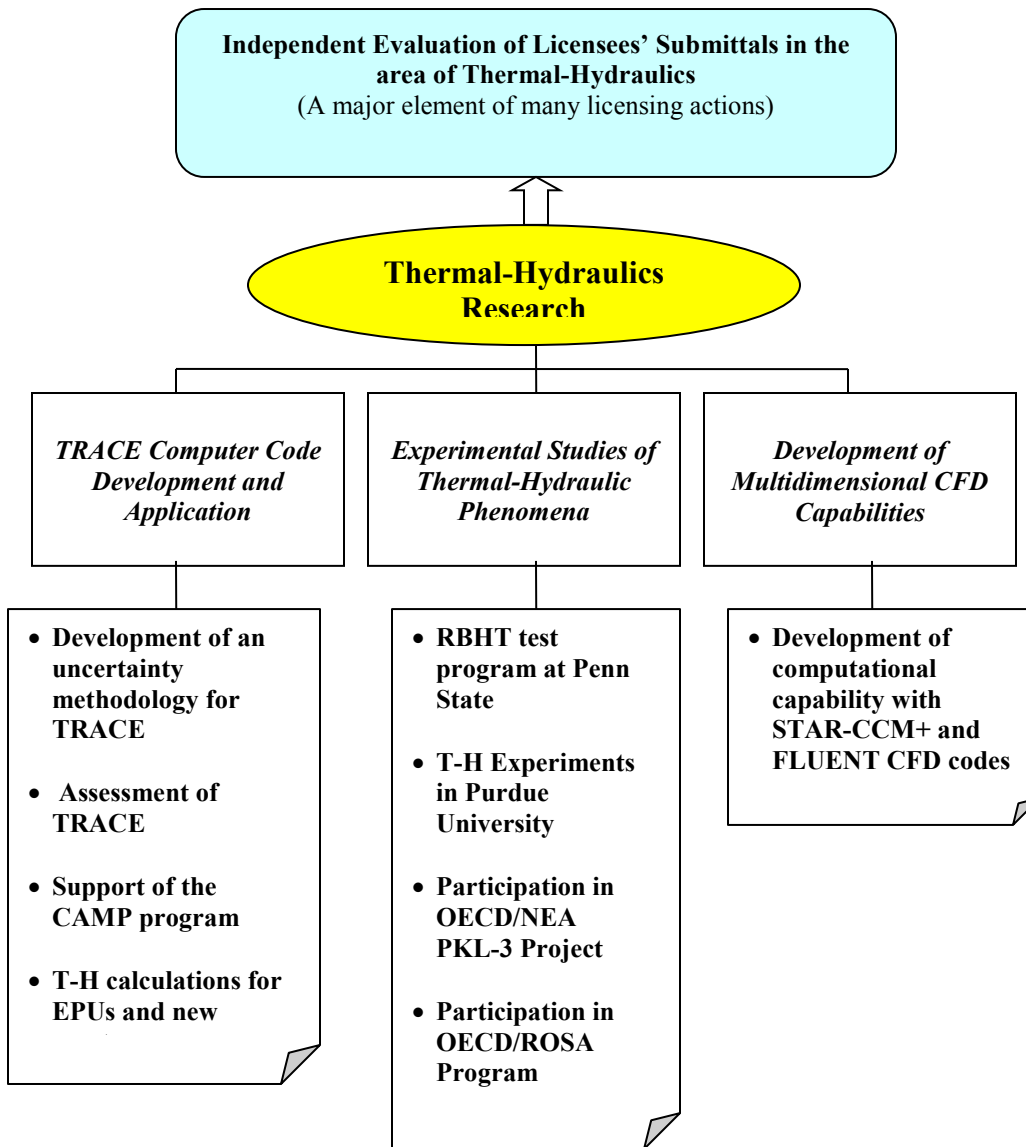 Independent Evaluation of Licensees’ Submittals in the
area of Thermal-Hydraulics
(A major element of many licensing actions)
Thermal-Hydraulics
Research
TRACE Computer Code
Development and
Application
Experimental Studies of
Thermal-Hydraulic
Phenomena
Development of
Multidimensional CFD
Capabilities
• Development of an
uncertainty
methodology for
TRACE
• Assessment of
TRACE
• Support of the
CAMP program
• T-H calculations for
EPUs and new
• RBHT test
program at Penn
State
• T-H Experiments
in Purdue
University
• Participation in
OECD/NEA
PKL-3 Project
• Participation in
OECD/ROSA
Program
• Development of
computational
capability with
STAR-CCM+ and
FLUENT CFD codes